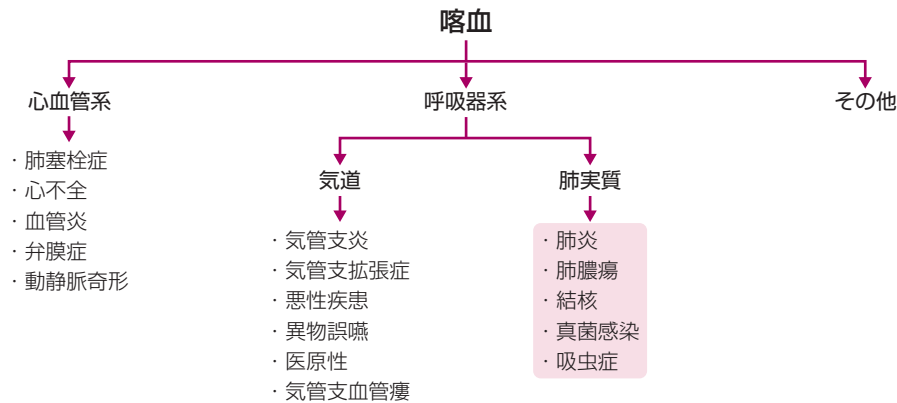 喀血
心血管系
呼吸器系
その他
・肺塞栓症
・心不全
・血管炎
・弁膜症
・動静脈奇形
気道
肺実質
・気管支炎
・気管支拡張症
・悪性疾患
・異物誤嚥
・医原性
・気管支血管瘻
・肺炎
・肺膿瘍
・結核
・真菌感染
・吸虫症